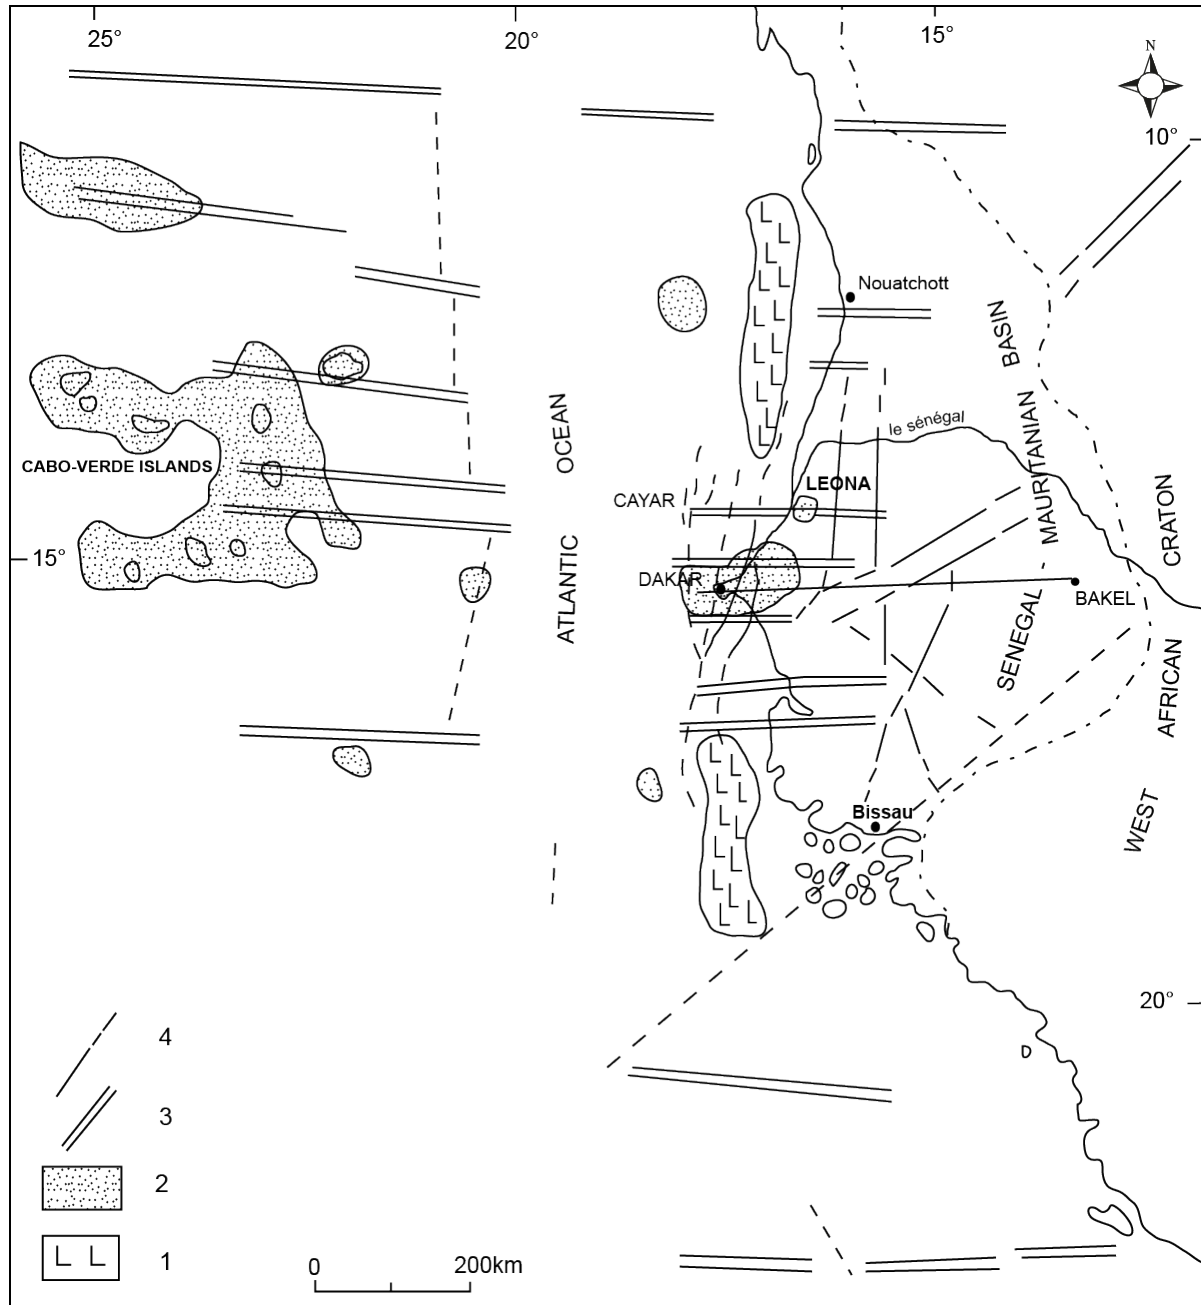 25°
20°
15°
N
10°
Nouatchott
BASIN
OCEAN
le sénégal
MAURITANIAN
CABO-VERDE ISLANDS
LEONA
CAYAR
CRATON
15°
ATLANTIC
DAKAR
BAKEL
SENEGAL
AFRICAN
WEST
Bissau
20°
4
3
2
1
0
200km